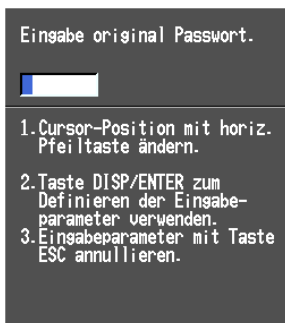 Eingabe original Passwort.
1.Cursor-Position mit horiz.
Pfeiltaste ändern.
2.Taste DISP/ENTER zum
Definieren der Eingabe-
parameter verwenden.
3.Eingabeparameter mit Taste
ESC annullieren.